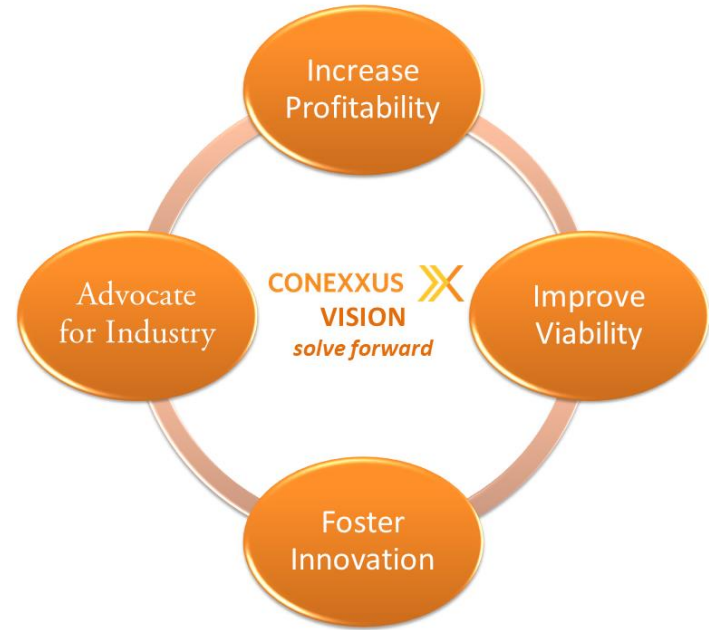 Increase
Profitability
Advocate
for Industry
CONEXXUS
VISION
solve forward
Improve
Viability
Foster
Innovation